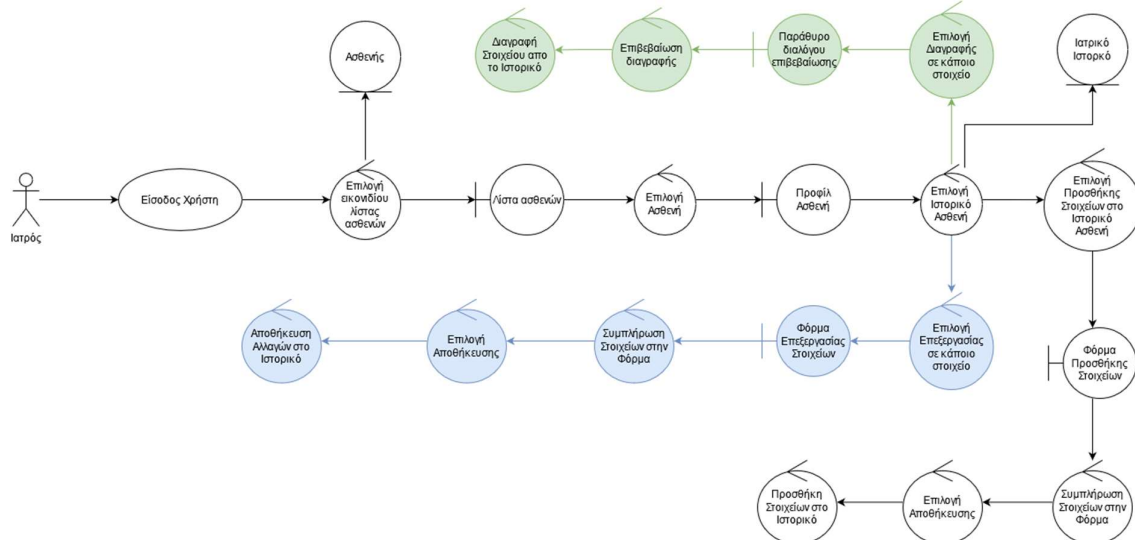 Διαγραφή
Στοιχείου απο
το Ιστορικό
Επιβεβαίωση
διαγραφής
Παράθυρο
διαλόγου
επιβεβαίωσης
Επιλογή
Διαγραφής
σε κάποιο
στοιχείο
Ασθενής
Ιατρικό
Ιστορκό
Ιατρός
Είσοδος Χρήστη
Επιλογή
εικονιδίου
λίστας
ασθενών
Λίστα ασθενών
Επιλογή
Ασθενή
Προφίλ
Ασθενή
Επιλογή
Ιστορικό
Ασθενή
Επιλογή
Προσθήκης
Στοιχείων στο
Ιστορικό
Ασθενή
Αποθήκευση
Αλλαγών στο
Ιστορικό
Επιλογή
Αποθήκευσης
Συμπλήρωση
Στοιχείων στην
Φόρμα
Φόρμα
Επεξεργασίας
Στοιχείων
Επιλογή
Επεξεργασίας
σε κάποιο
στοιχείο
Φόρμα
Προσθήκης
Στοιχείων
Προσθήκη
Στοιχείων στο
Ιστορικό
Επιλογή
Αποθήκευσης
Συμπλήρωση
Στοιχείων στην
Φόρμα